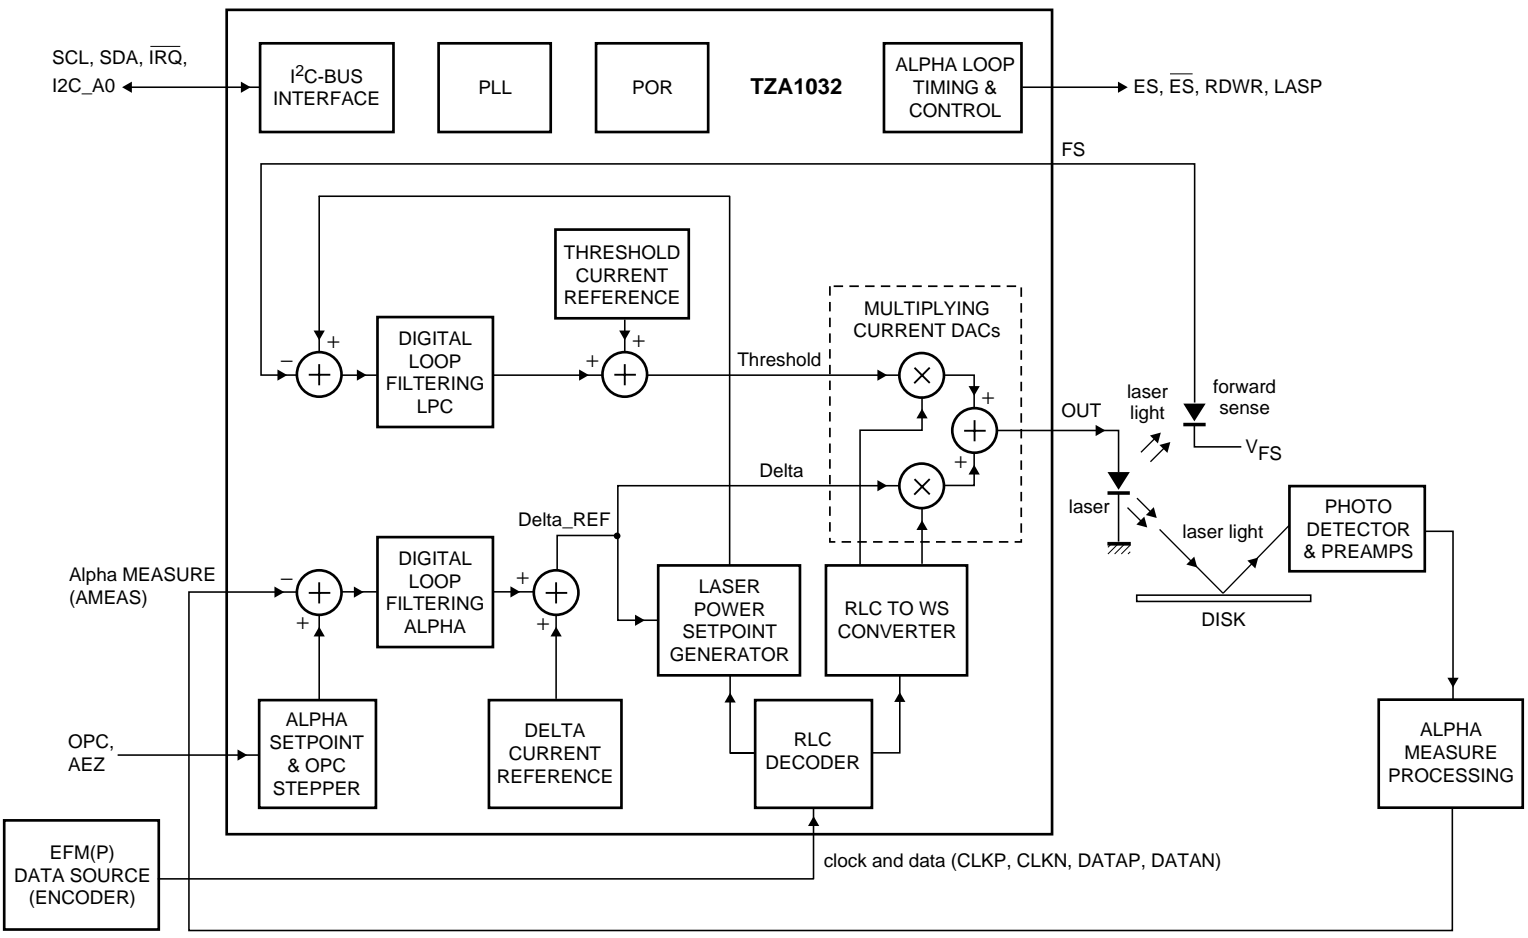 SCL, SDA, IRQ,
I2C_A0
I2C-BUS
INTERFACE
PLL
POR
TZA1032
ALPHA LOOP
TIMING &
CONTROL
ES, ES, RDWR, LASP
FS
THRESHOLD
CURRENT
REFERENCE
MULTIPLYING
CURRENT DACs
−
+
+
DIGITAL
LOOP
FILTERING
LPC
+
+
+
Threshold
×
+
+
+
OUT
laser
light
forward
sense
VFS
Delta
×
laser
laser light
PHOTO
DETECTOR
& PREAMPS
DISK
Delta_REF
Alpha MEASURE
(AMEAS)
−
+
+
DIGITAL
LOOP
FILTERING
ALPHA
+
+
+
LASER
POWER
SETPOINT
GENERATOR
RLC TO WS
CONVERTER
OPC,
AEZ
ALPHA
SETPOINT
& OPC
STEPPER
DELTA
CURRENT
REFERENCE
RLC
DECODER
ALPHA
MEASURE
PROCESSING
EFM(P)
DATA SOURCE
(ENCODER)
clock and data (CLKP, CLKN, DATAP, DATAN)